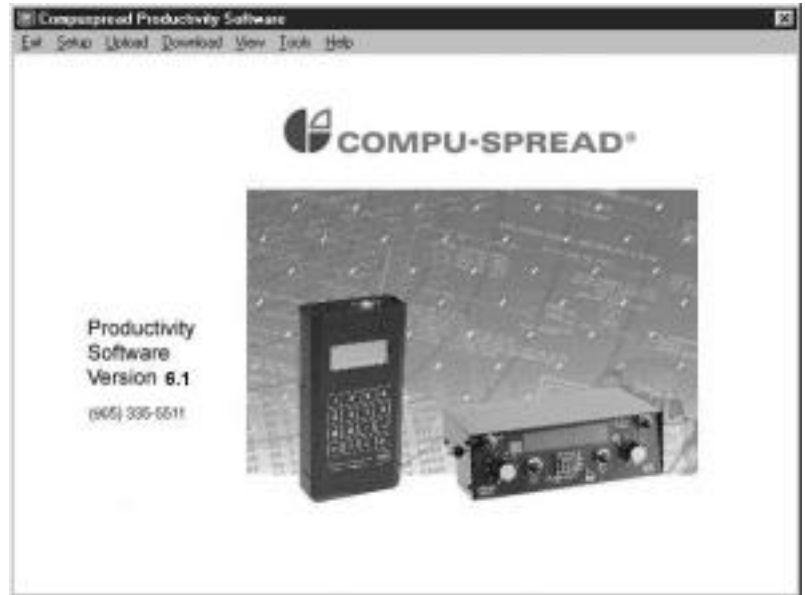 Compuspread Productivity Software
Exit Setup Upload Download View Tools Help
COMPU-SPREAD®
Productivity
Software
Version 6.1
(905) 335-5511